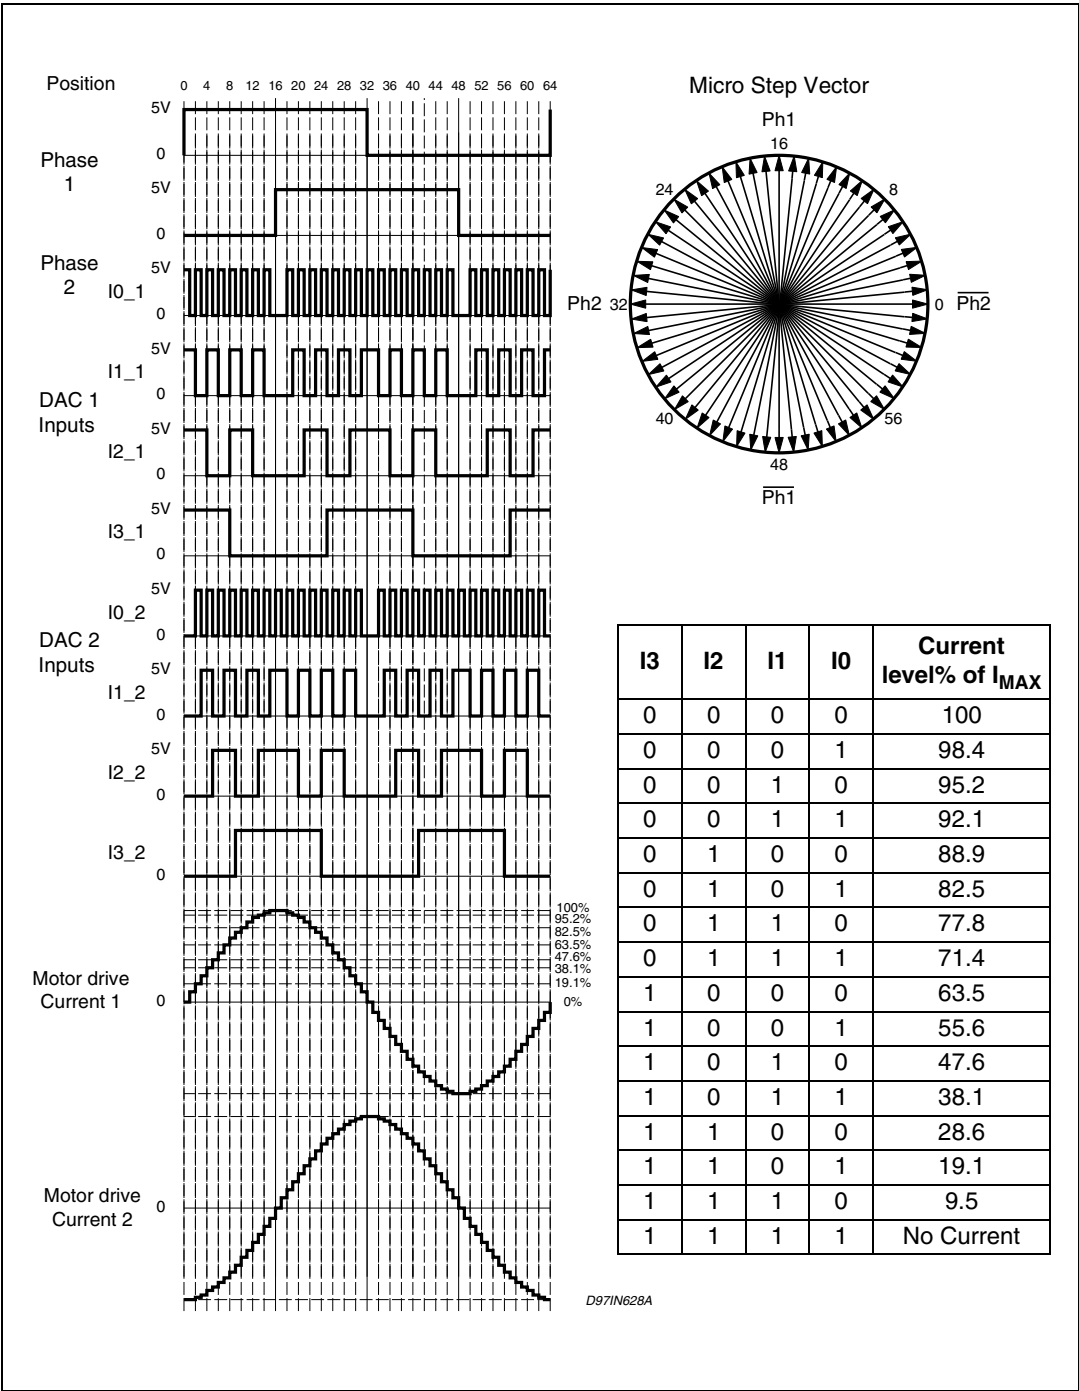 Position 0 4 8 12 16 20 24 28 32 36 40 44 48 52 56 60 64
5V
0
Phase
1
5V
0
Phase
2
I0_1
5V
0
I1_1
5V
0
DAC 1
Inputs
I2_1
5V
0
I3_1
5V
0
I0_2
5V
0
DAC 2
Inputs
I1_2
5V
0
I2_2
5V
0
I3_2
0
100%
95.2%
82.5%
63.5%
47.6%
38.1%
19.1%
0%
Motor drive
Current 1
0
Motor drive
Current 2
0
D97IN628A
Micro Step Vector
Ph1
16
24
8
Ph2 32
0 Ph2
40
56
48
Ph1
I3 I2 I1 I0 Current level% of IMAX
0 0 0 0 100
0 0 0 1 98.4
0 0 1 0 95.2
0 0 1 1 92.1
0 1 0 0 88.9
0 1 0 1 82.5
0 1 1 0 77.8
0 1 1 1 71.4
1 0 0 0 63.5
1 0 0 1 55.6
1 0 1 0 47.6
1 0 1 1 38.1
1 1 0 0 28.6
1 1 0 1 19.1
1 1 1 0 9.5
1 1 1 1 No Current